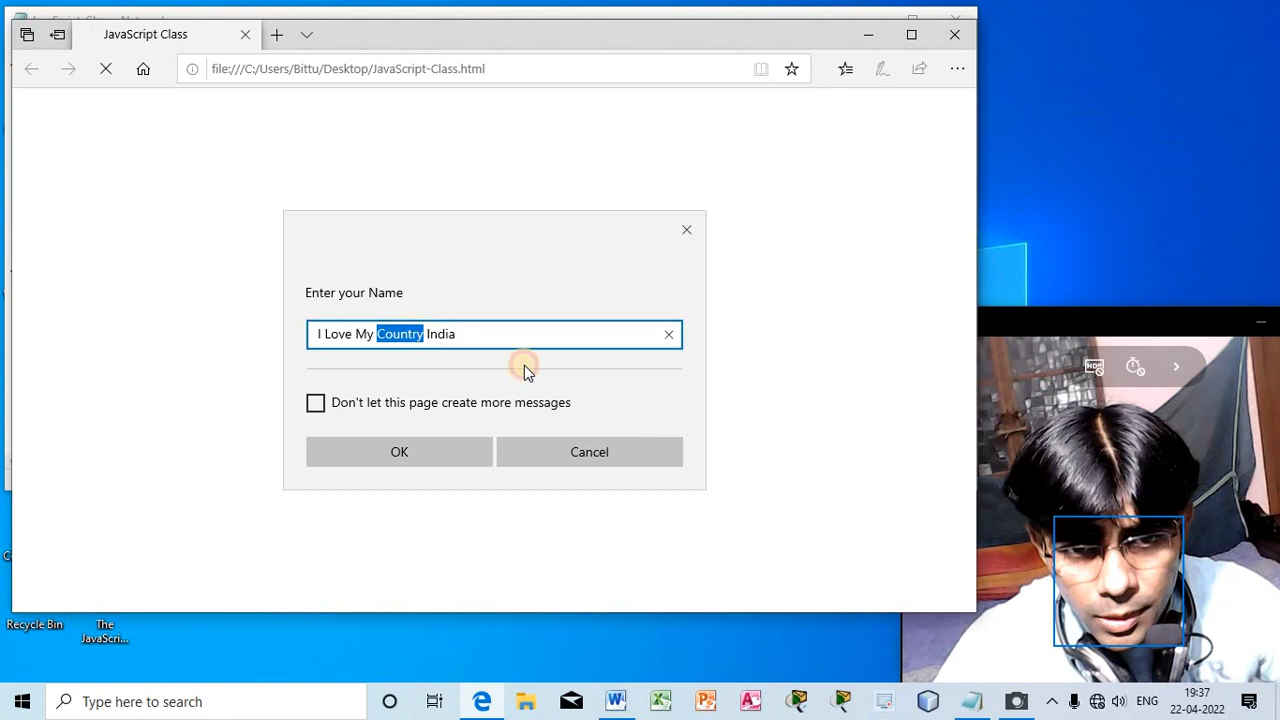 JavaScript Class
file:///C:/Users/Bittu/Desktop/JavaScript-Class.html
Enter your Name
I Love My Country India
Don't let this page create more messages
OK
Cancel
HDR
Recycle Bin
The
JavaScri...
Type here to search
ENG
19:37
22-04-2022